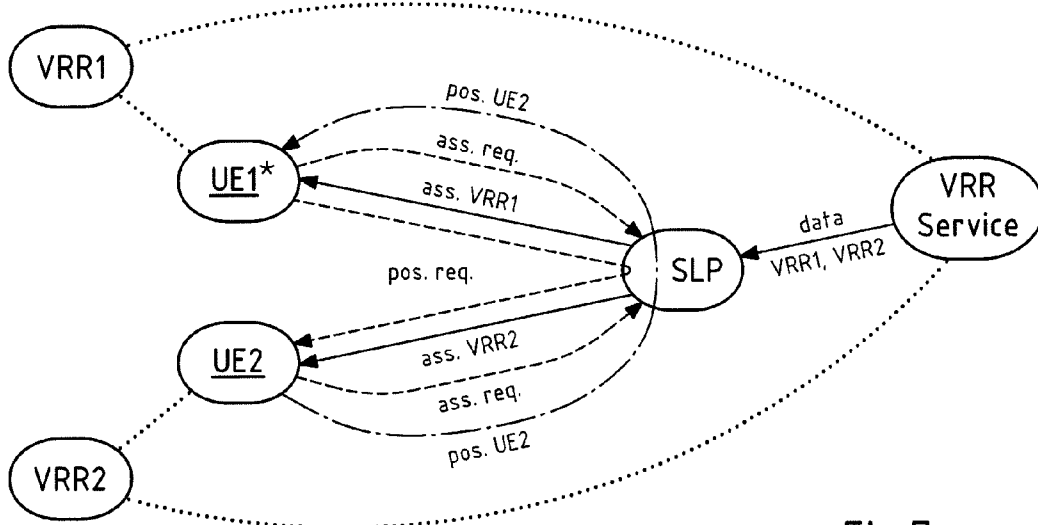 VRR1
pos. UE2
ass. req.
UE1*
ass. VRR1
VRR
Service
data
VRR1, VRR2
SLP
pos. req.
UE2
ass. VRR2
ass. req.
pos. UE2
VRR2